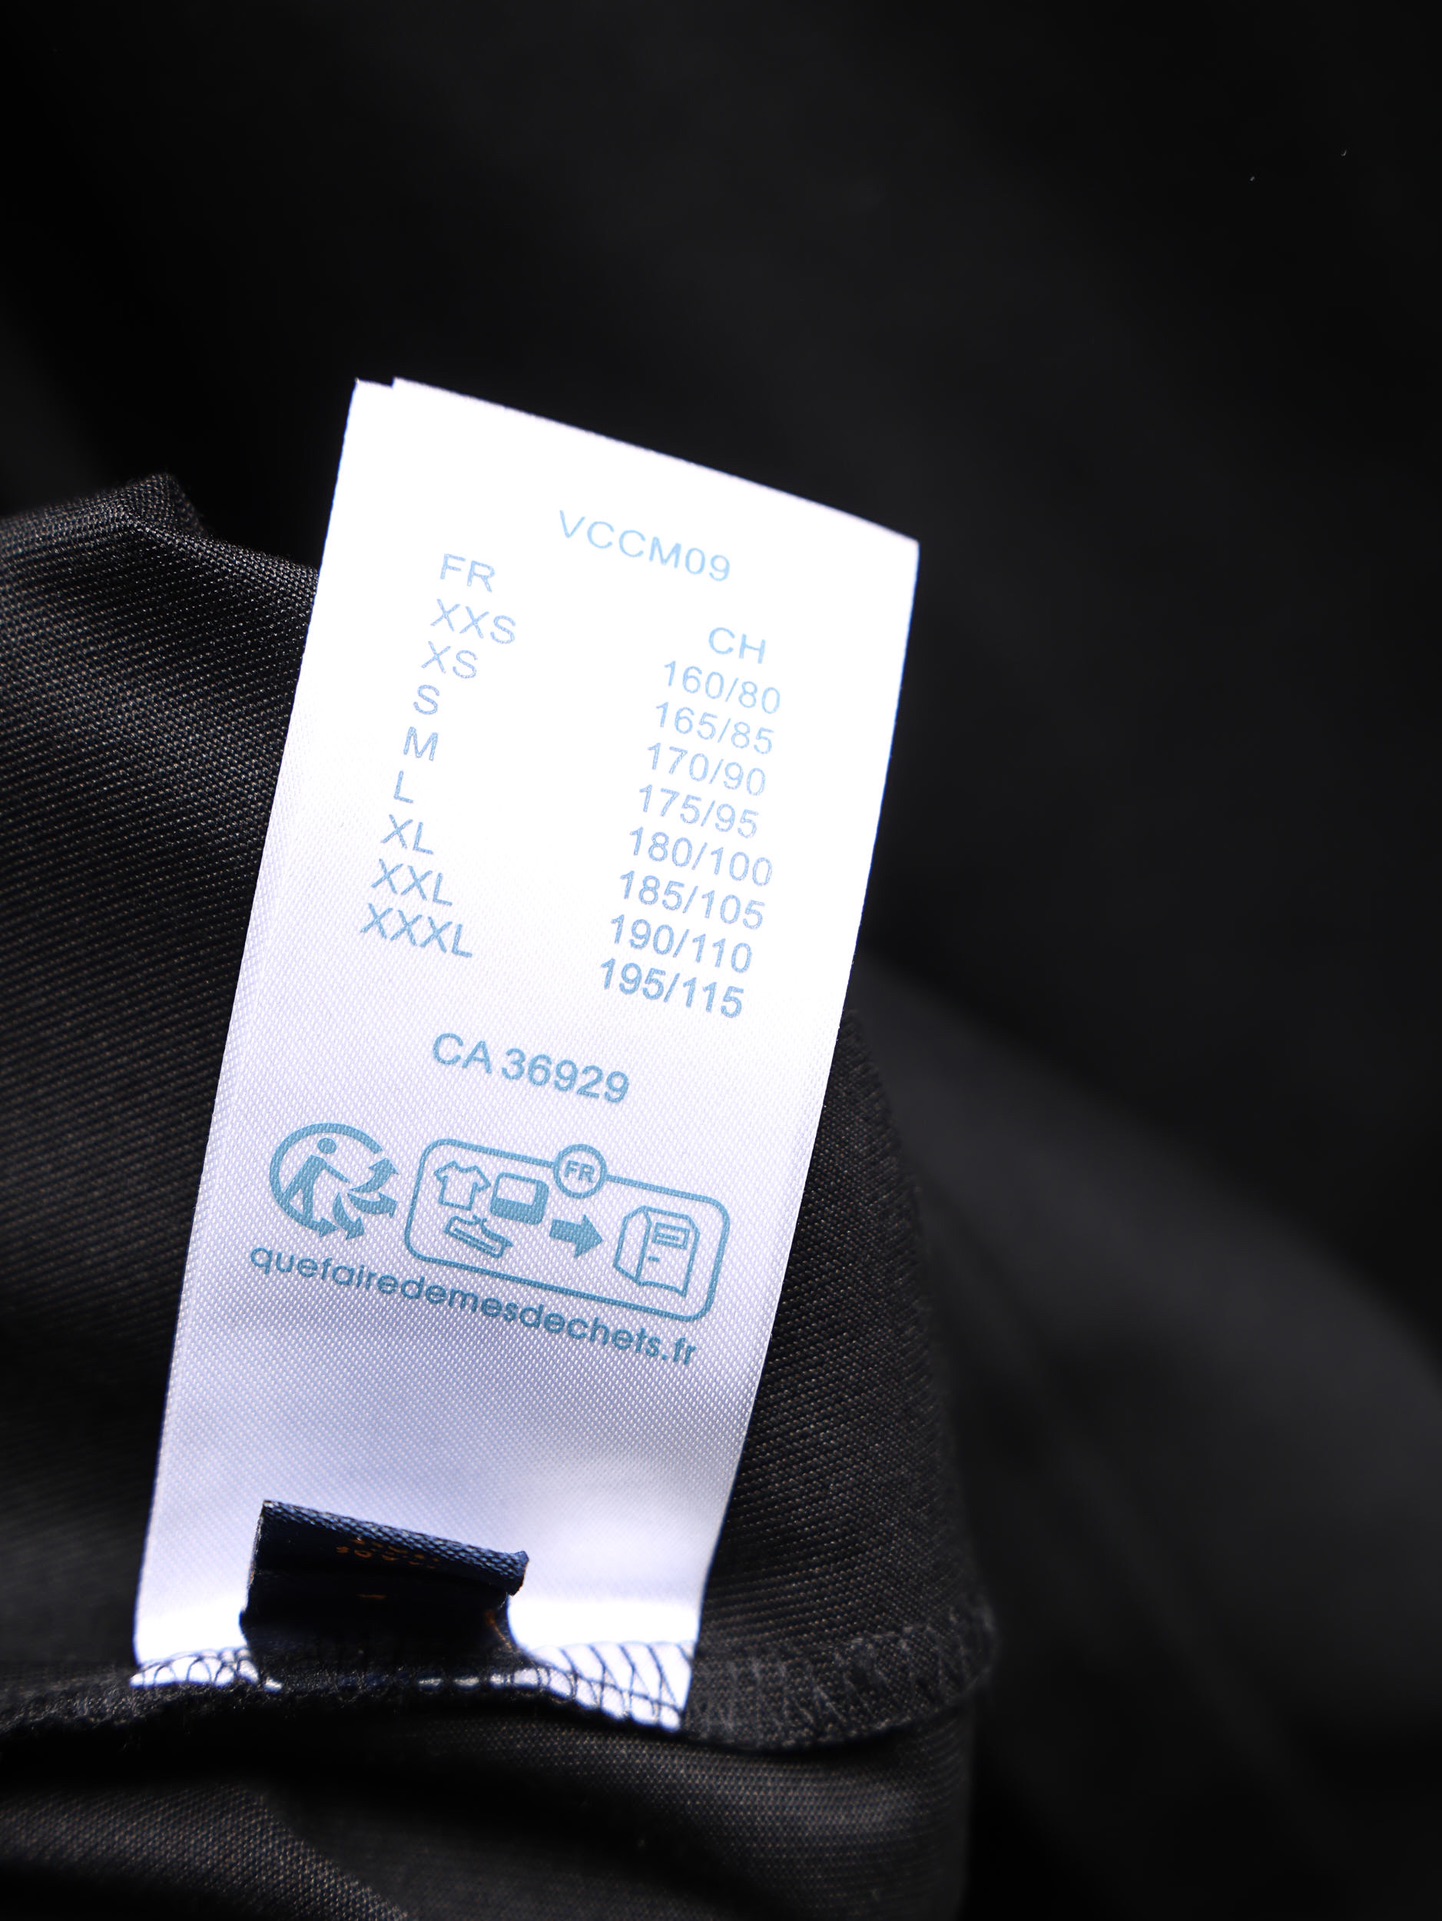 VCCM09
FR CH
XXS 160/80
XS 165/85
S 170/90
M 175/95
L 180/100
XL 185/105
XXL 190/110
XXXL 195/115
CA 36929
FR
quefairedemesdechets.fr